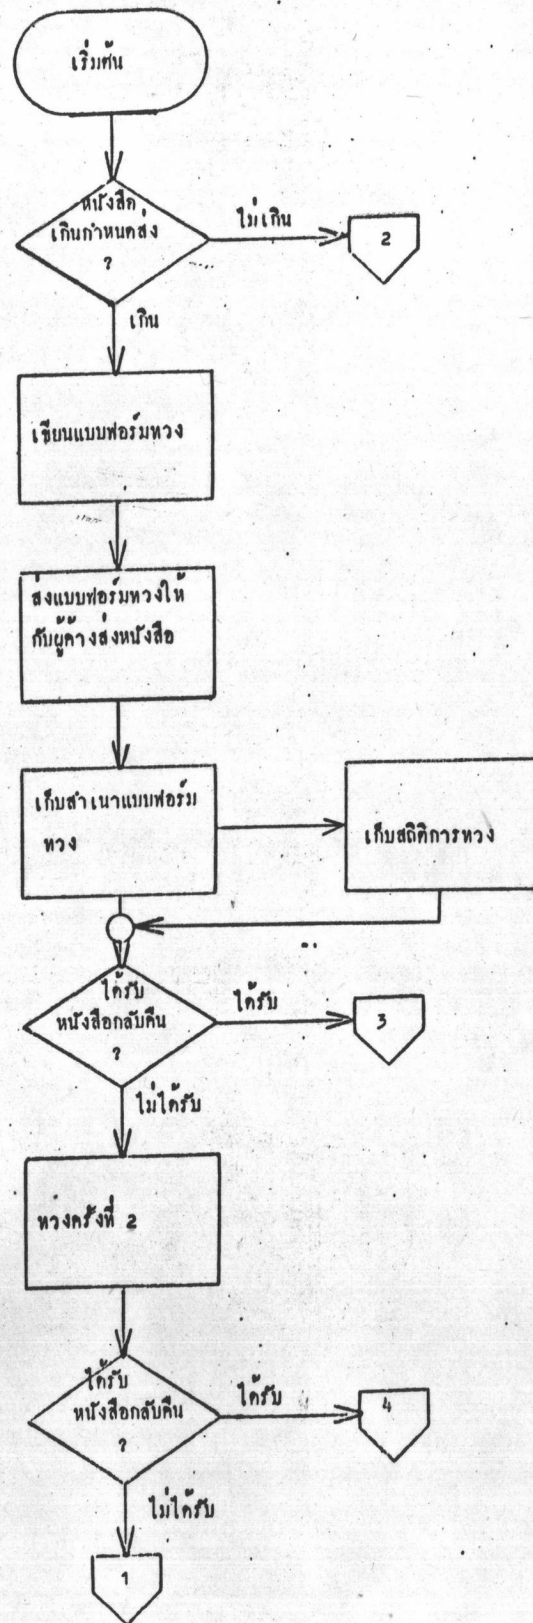 เริ่มต้น
หนังสือ
เกินกำหนดส่ง
?
ไม่เกิน
2
เกิน
เขียนแบบฟอร์มทวง
ส่งแบบฟอร์มทวงให้
กับผู้ค้างส่งหนังสือ
เก็บสำเนาแบบฟอร์ม
ทวง
เก็บสถิติการทวง
ได้รับ
หนังสือกลับคืน
?
ได้รับ
3
ไม่ได้รับ
ทวงครั้งที่ 2
ได้รับ
หนังสือกลับคืน
?
ได้รับ
4
ไม่ได้รับ
1